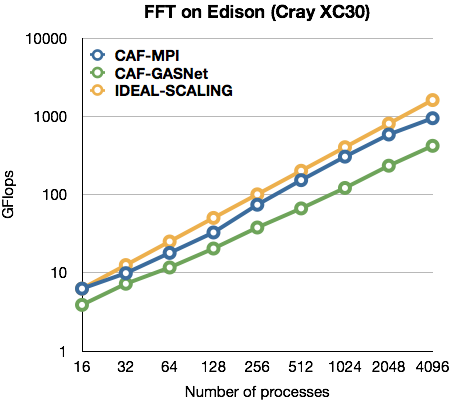 FFT on Edison (Cray XC30)
10000
1000
100
10
1
GFlops
CAF-MPI
CAF-GASNet
IDEAL-SCALING
16 32 64 128 256 512 1024 2048 4096
Number of processes